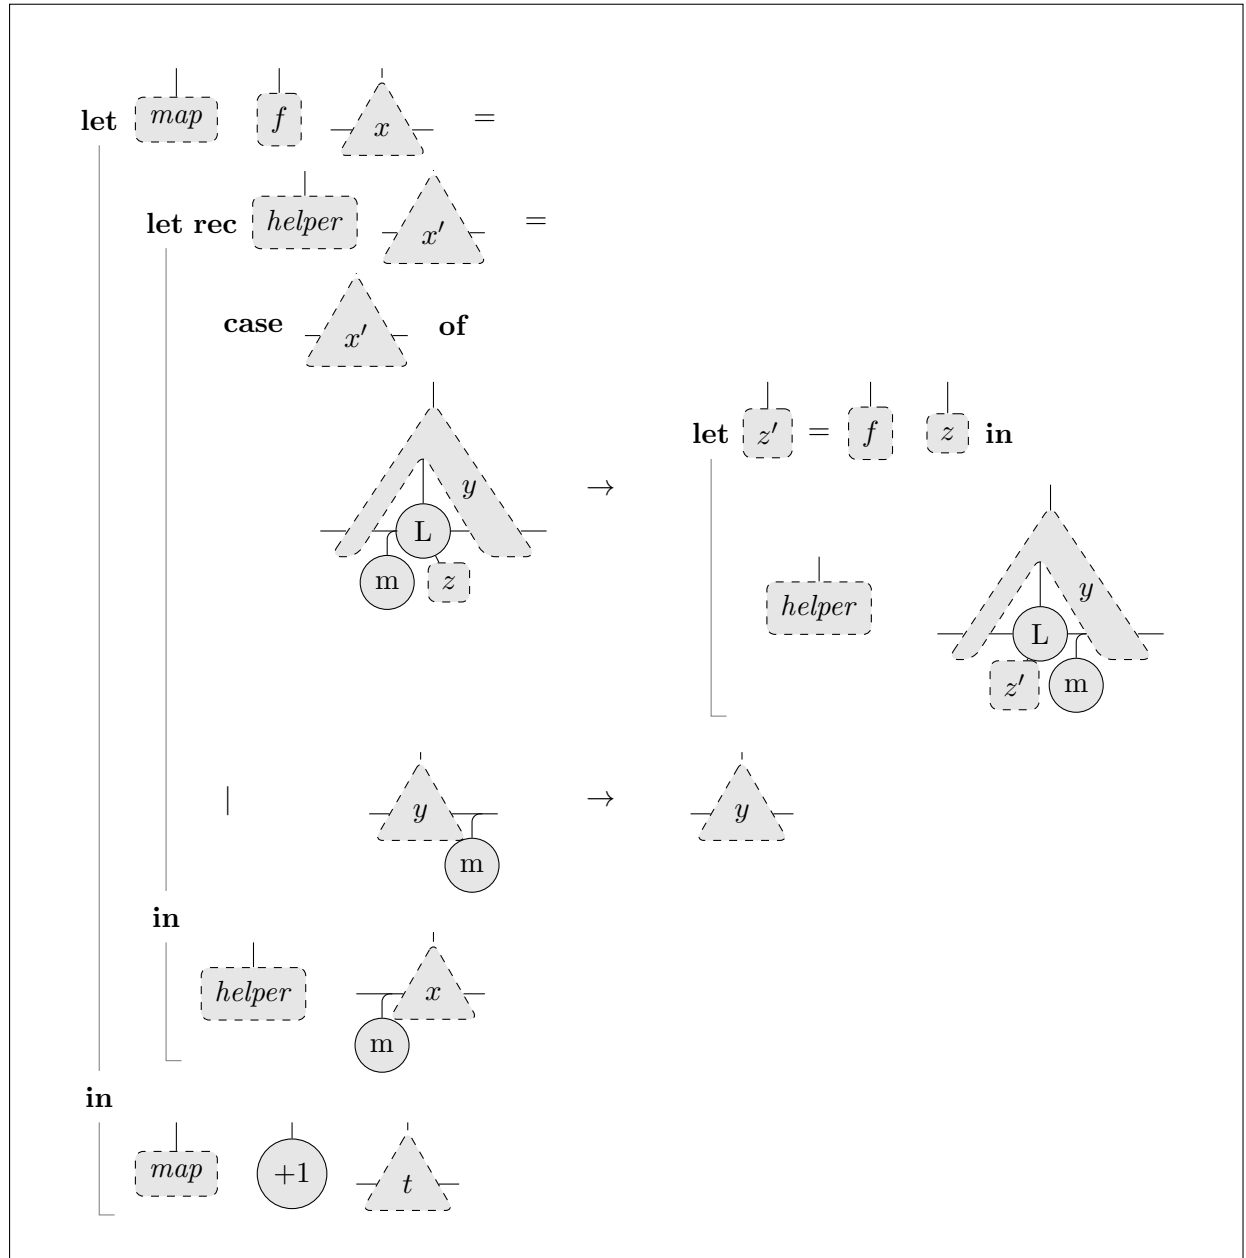 let map f x =
let rec helper x′ =
case x′ of
y L m z → let z′ = f z in
helper y L z′ m
| y m → y
in
helper m x
in
map +1 t